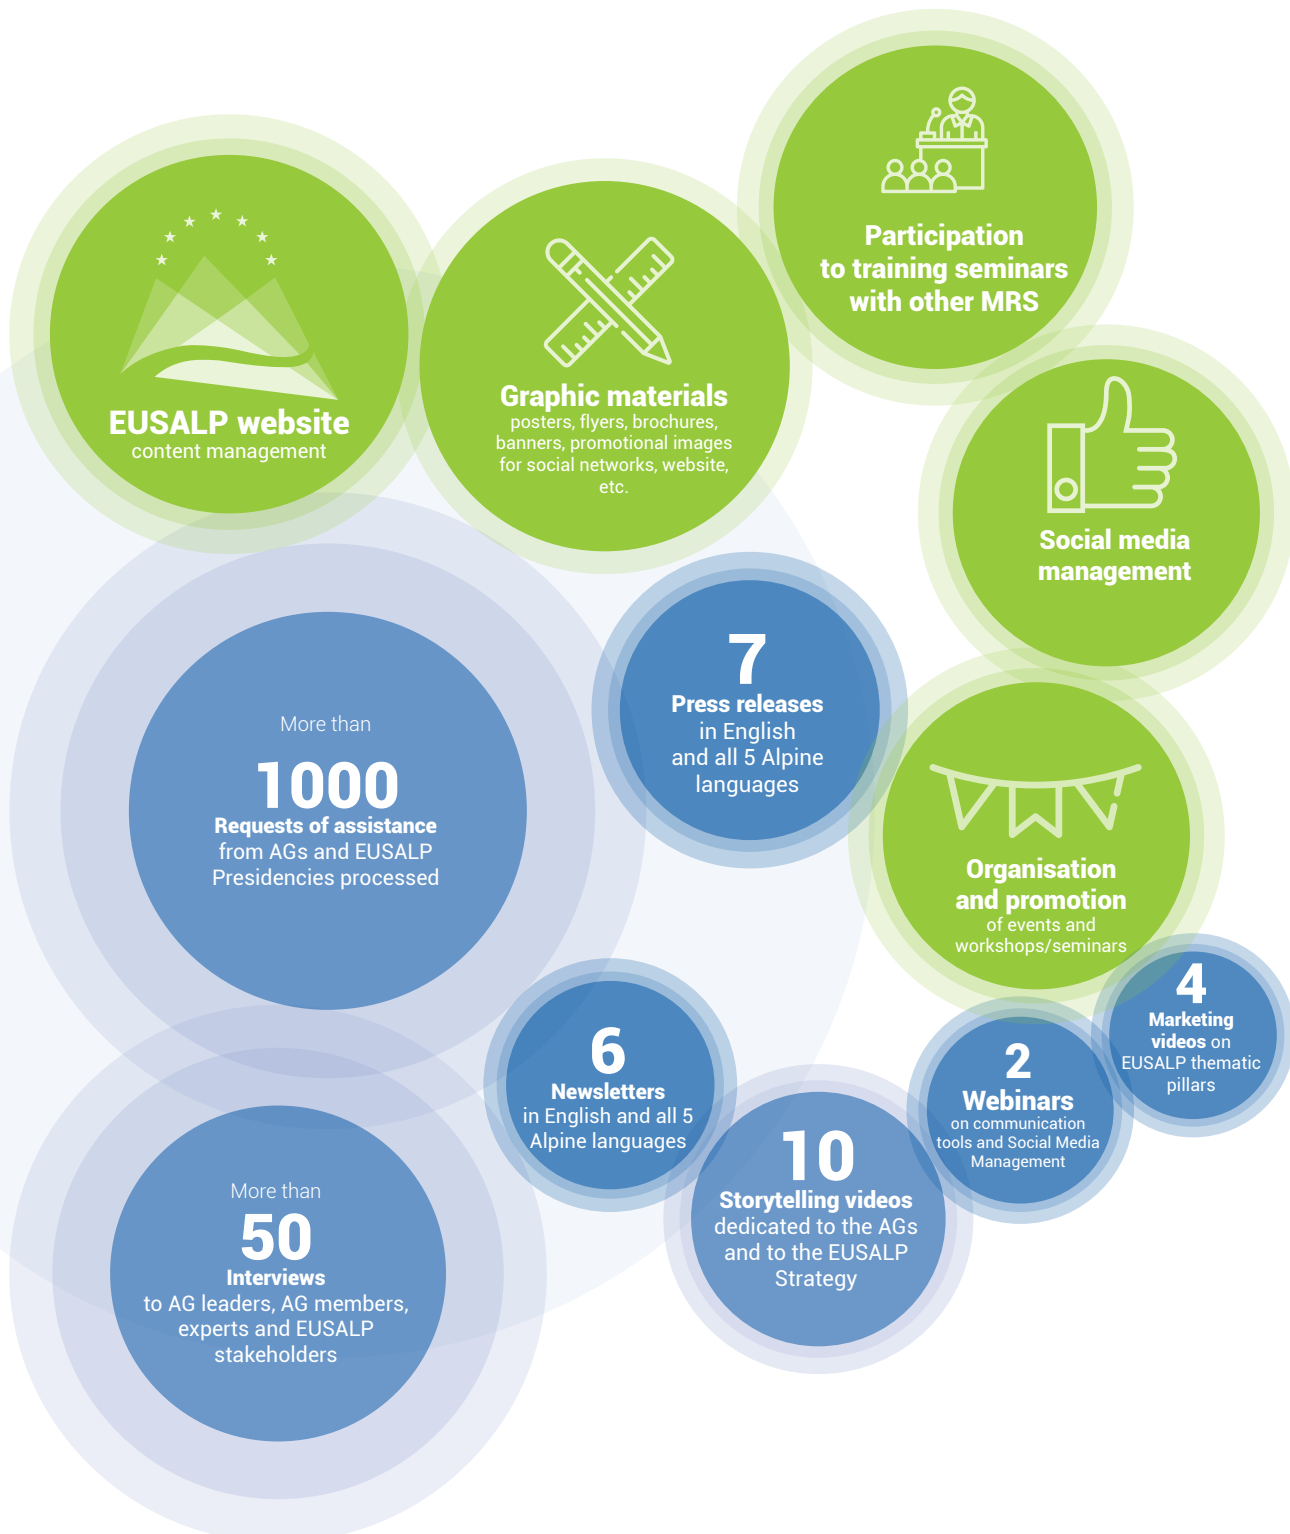 Participation
to training seminars
with other MRS
EUSALP website
content management
Graphic materials
posters, flyers, brochures,
banners, promotional images
for social networks, website,
etc.
Social media
management
7
Press releases
in English
and all 5 Alpine
languages
More than
1000
Requests of assistance
from AGs and EUSALP
Presidencies processed
Organisation
and promotion
of events and
workshops/seminars
4
Marketing
videos on
EUSALP thematic
pillars
6
Newsletters
in English and all 5
Alpine languages
2
Webinars
on communication
tools and Social Media
Management
10
Storytelling videos
dedicated to the AGs
and to the EUSALP
Strategy
More than
50
Interviews
to AG leaders, AG members,
experts and EUSALP
stakeholders